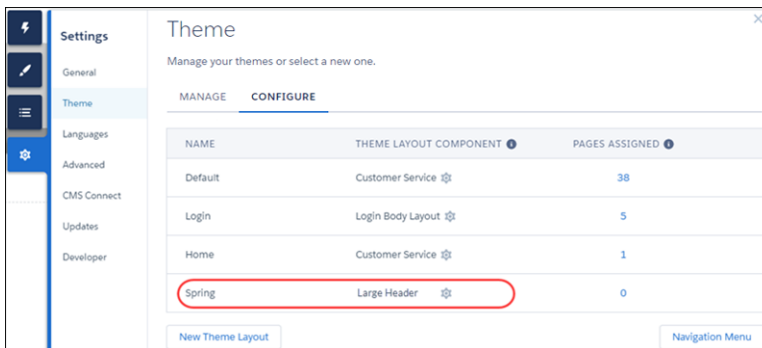 Theme
Settings
Manage your themes or select a new one.
General
MANAGE CONFIGURE
Theme
Languages
NAME THEME LAYOUT COMPONENT PAGES ASSIGNED
Advanced
Default Customer Service 38
CMS Connect
Login Login Body Layout 5
Updates
Developer
Home Customer Service 1
Spring Large Header 0
New Theme Layout Navigation Menu